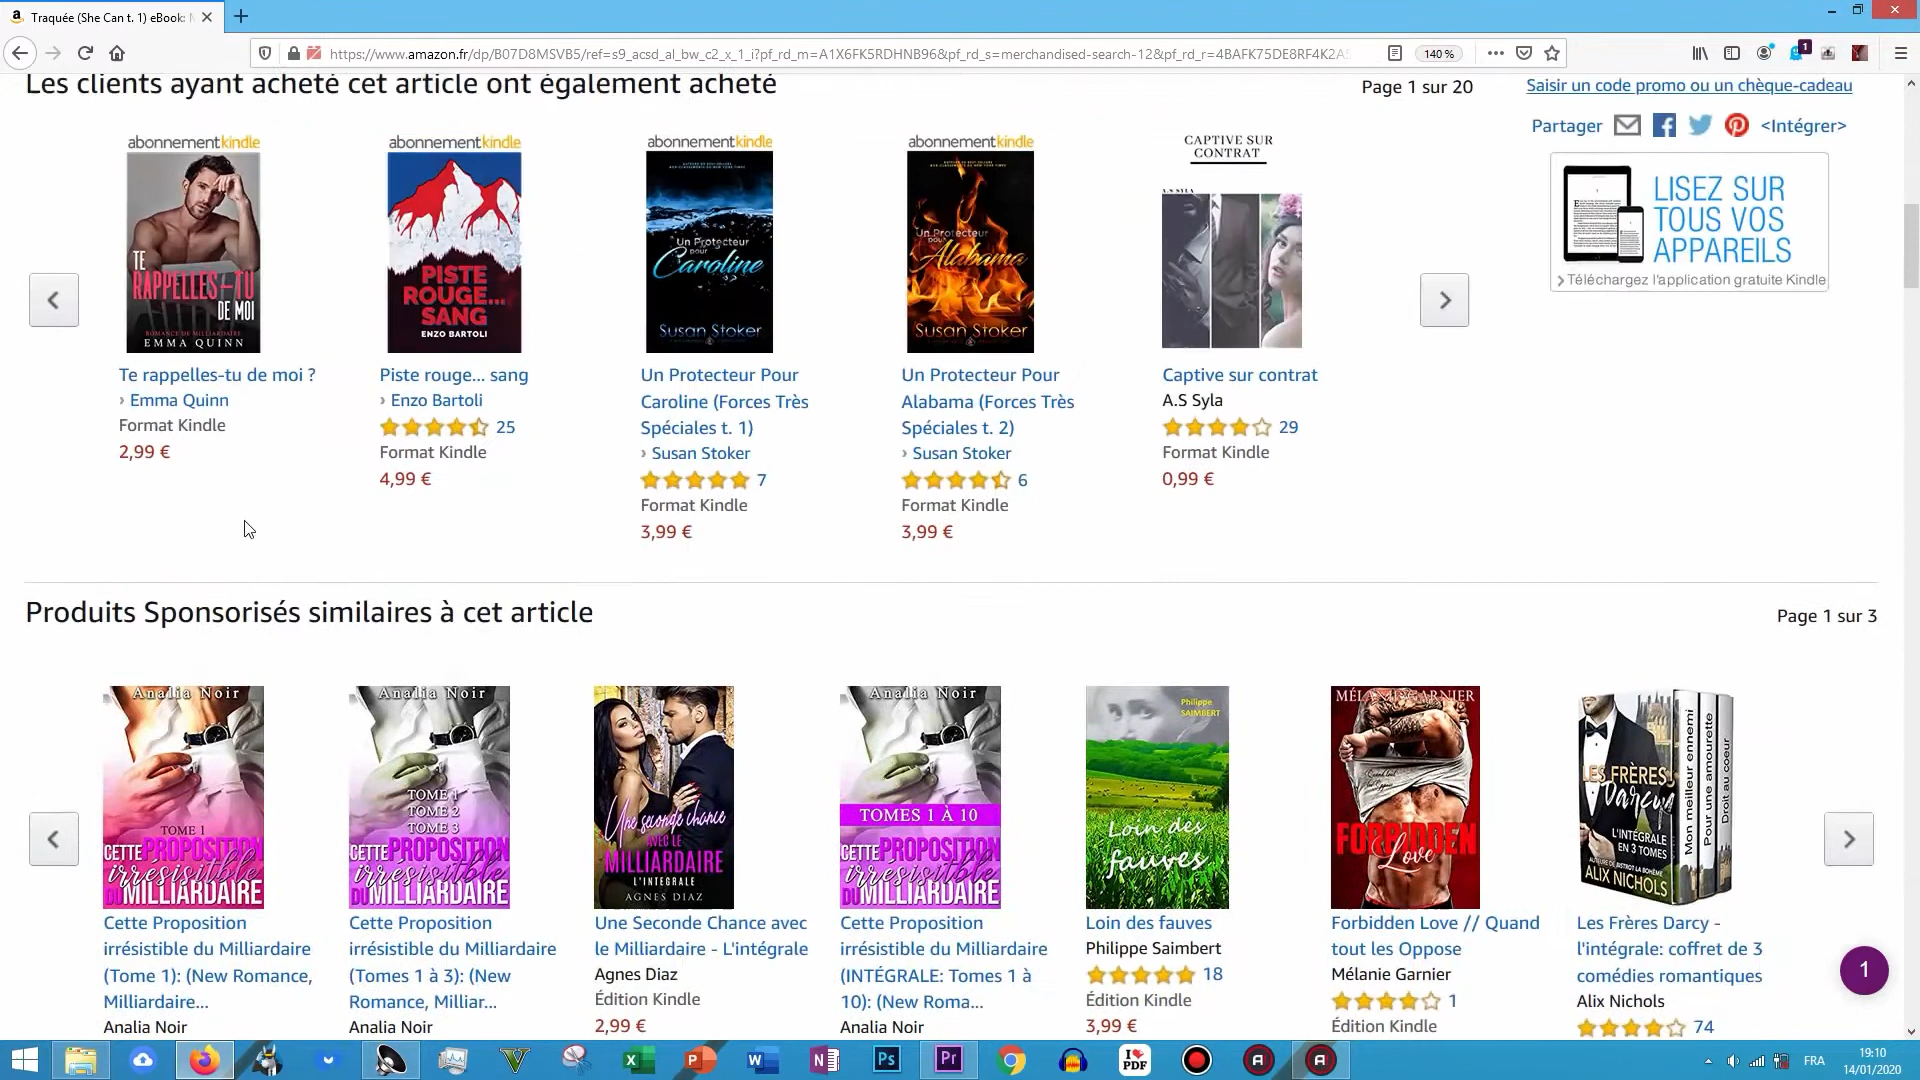 Traquée (She Can t. 1) eBook:
https://www.amazon.fr/dp/B07D8MSVB5/ref=s9_acsd_al_bw_c2_x_1_i?pf_rd_m=A1X6FK5RDHNB96&pf_rd_s=merchandised-search-12&pf_rd_r=4BAFK75DE8RF4K2A5
140 %
1
Les clients ayant acheté cet article ont également acheté
Page 1 sur 20
Saisir un code promo ou un chèque-cadeau
Partager <Intégrer>
abonnementkindle
TE
RAPPELLES-TU
DE MOI
ROMANCE DE MILLIARDAIRE
EMMA QUINN
Te rappelles-tu de moi ?
› Emma Quinn
Format Kindle
2,99 €
abonnementkindle
PISTE
ROUGE...
SANG
ENZO BARTOLI
Piste rouge... sang
› Enzo Bartoli
25
Format Kindle
4,99 €
abonnementkindle
Un Protecteur
pour
Caroline
Susan Stoker
Un Protecteur Pour
Caroline (Forces Très
Spéciales t. 1)
› Susan Stoker
7
Format Kindle
3,99 €
abonnementkindle
Un Protecteur
pour
Alabama
Susan Stoker
Un Protecteur Pour
Alabama (Forces Très
Spéciales t. 2)
› Susan Stoker
6
Format Kindle
3,99 €
CAPTIVE SUR
CONTRAT
A.S SYLA
Captive sur contrat
A.S Syla
29
Format Kindle
0,99 €
LISEZ SUR
TOUS VOS
APPAREILS
›Téléchargez l'application gratuite Kindle
Produits Sponsorisés similaires à cet article
Page 1 sur 3
Analia Noir
TOME 1
CETTE PROPOSITION
irrésistible
DU MILLIARDAIRE
Cette Proposition
irrésistible du Milliardaire
(Tome 1): (New Romance,
Milliardaire...
Analia Noir
Analia Noir
TOME 1
TOME 2
TOME 3
CETTE PROPOSITION
irrésistible
DU MILLIARDAIRE
Cette Proposition
irrésistible du Milliardaire
(Tomes 1 à 3): (New
Romance, Milliar...
Analia Noir
Une seconde chance
AVEC LE
MILLIARDAIRE
L'INTEGRALE
AGNES DIAZ
Une Seconde Chance avec
le Milliardaire - L'intégrale
Agnes Diaz
Édition Kindle
2,99 €
Analia Noir
TOMES 1 À 10
CETTE PROPOSITION
irrésistible
DU MILLIARDAIRE
Cette Proposition
irrésistible du Milliardaire
(INTÉGRALE: Tomes 1 à
10): (New Roma...
Analia Noir
Philippe
SAIMBERT
Loin des
fauves
Loin des fauves
Philippe Saimbert
18
Édition Kindle
3,99 €
MÉLANIE GARNIER
FORBIDDEN
Love
Forbidden Love // Quand
tout les Oppose
Mélanie Garnier
1
Édition Kindle
LES FRÈRES
Darcy
L'INTÉGRALE
EN 3 TOMES
AUTEURE DE BISTROT LA BOHÈME
ALIX NICHOLS
Mon meilleur ennemi
Pour une amourette
Droit au coeur
Les Frères Darcy -
l'intégrale: coffret de 3
comédies romantiques
Alix Nichols
74
1
Ps
Pr
I
PDF
FRA
19:10
14/01/2020